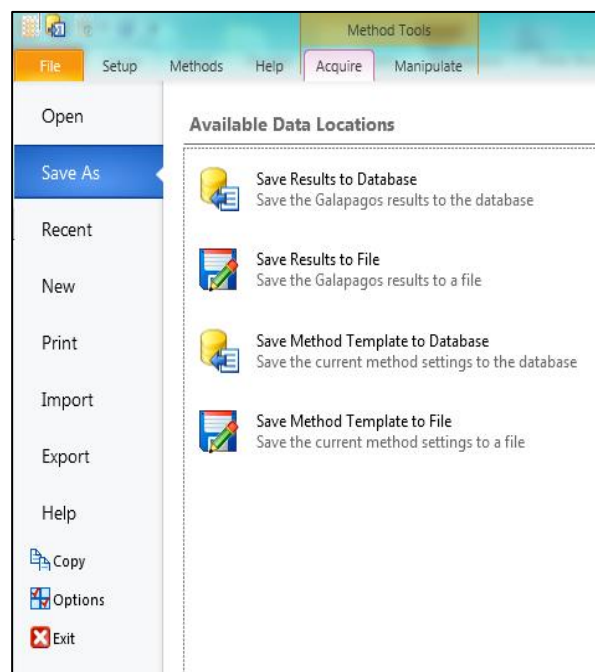 Method Tools
File Setup Methods Help Acquire Manipulate
Open
Save As
Recent
New
Print
Import
Export
Help
Copy
Options
Exit
Available Data Locations
Save Results to Database
Save the Galapagos results to the database
Save Results to File
Save the Galapagos results to a file
Save Method Template to Database
Save the current method settings to the database
Save Method Template to File
Save the current method settings to a file